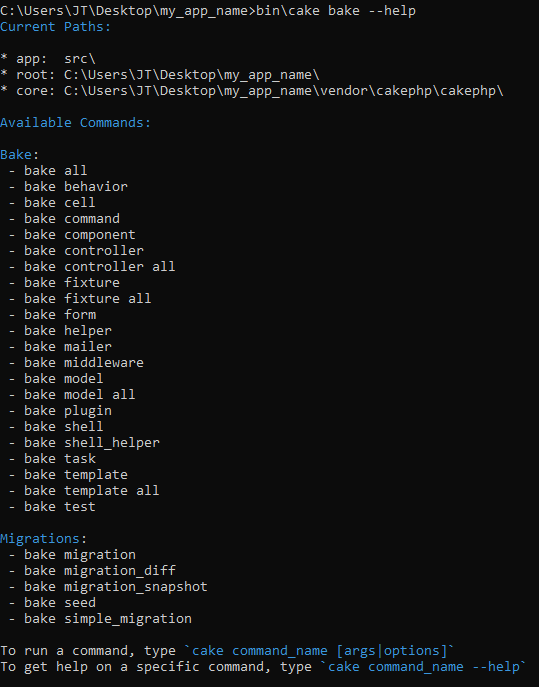 C:\Users\JT\Desktop\my_app_name>bin\cake bake --help
Current Paths:
* app:  src\
* root: C:\Users\JT\Desktop\my_app_name\
* core: C:\Users\JT\Desktop\my_app_name\vendor\cakephp\cakephp\
Available Commands:
Bake:
 - bake all
 - bake behavior
 - bake cell
 - bake command
 - bake component
 - bake controller
 - bake controller all
 - bake fixture
 - bake fixture all
 - bake form
 - bake helper
 - bake mailer
 - bake middleware
 - bake model
 - bake model all
 - bake plugin
 - bake shell
 - bake shell_helper
 - bake task
 - bake template
 - bake template all
 - bake test
Migrations:
 - bake migration
 - bake migration_diff
 - bake migration_snapshot
 - bake seed
 - bake simple_migration
To run a command, type `cake command_name [args|options]`
To get help on a specific command, type `cake command_name --help`